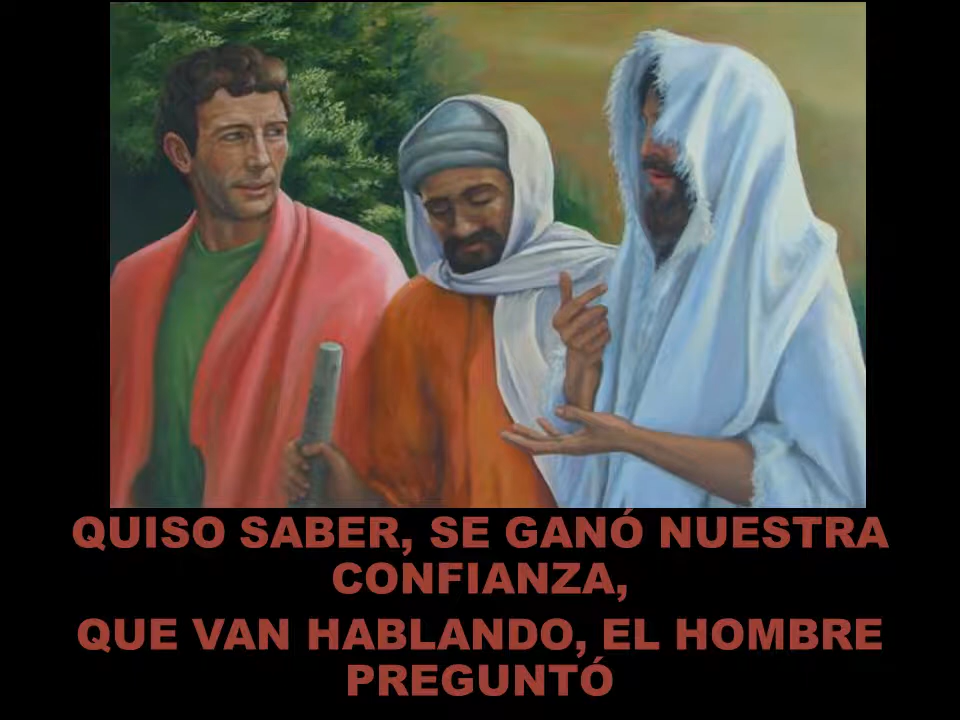 QUISO SABER, SE GANÓ NUESTRA
CONFIANZA,
QUE VAN HABLANDO, EL HOMBRE
PREGUNTÓ